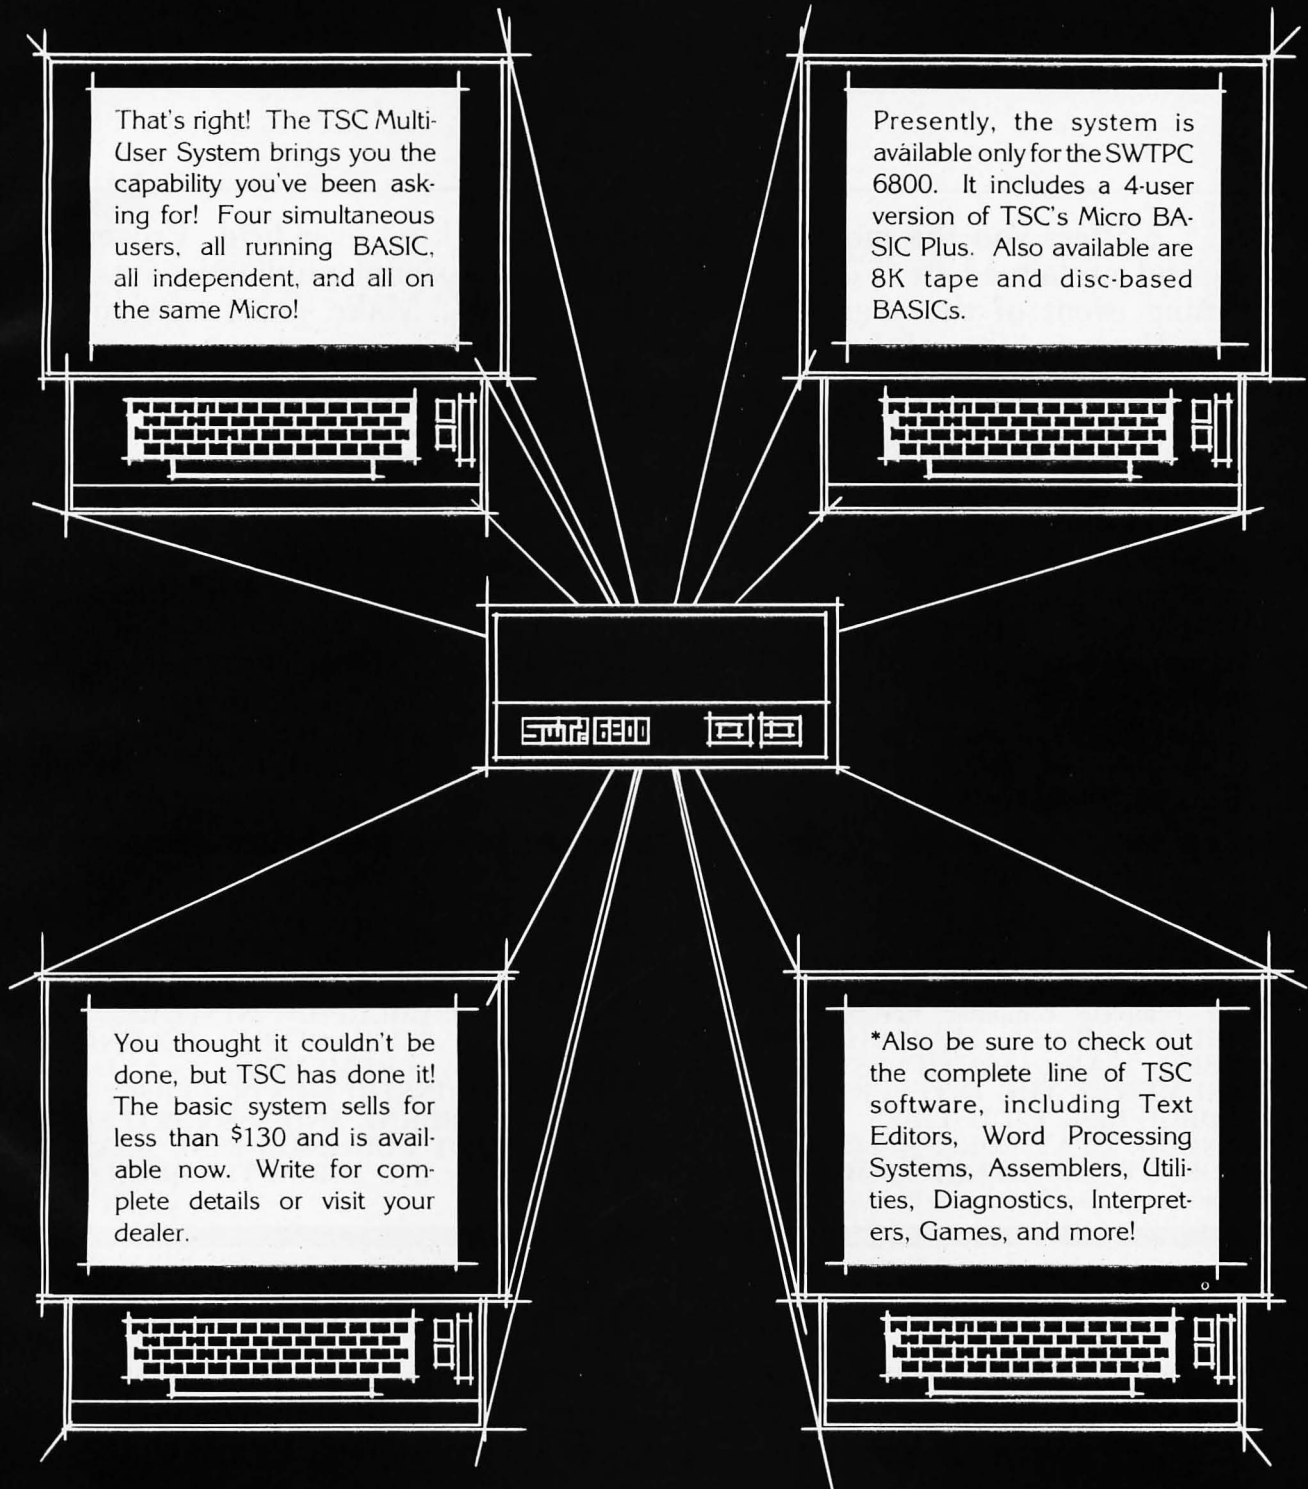 That's right! The TSC Multi-
User System brings you the
capability you've been ask-
ing for! Four simultaneous
users, all running BASIC,
all independent, and all on
the same Micro!
Presently, the system is
available only for the SWTPC
6800. It includes a 4-user
version of TSC's Micro BA-
SIC Plus. Also available are
8K tape and disc-based
BASICs.
SWTPC 6800
You thought it couldn't be
done, but TSC has done it!
The basic system sells for
less than $130 and is avail-
able now. Write for com-
plete details or visit your
dealer.
*Also be sure to check out
the complete line of TSC
software, including Text
Editors, Word Processing
Systems, Assemblers, Utili-
ties, Diagnostics, Interpret-
ers, Games, and more!